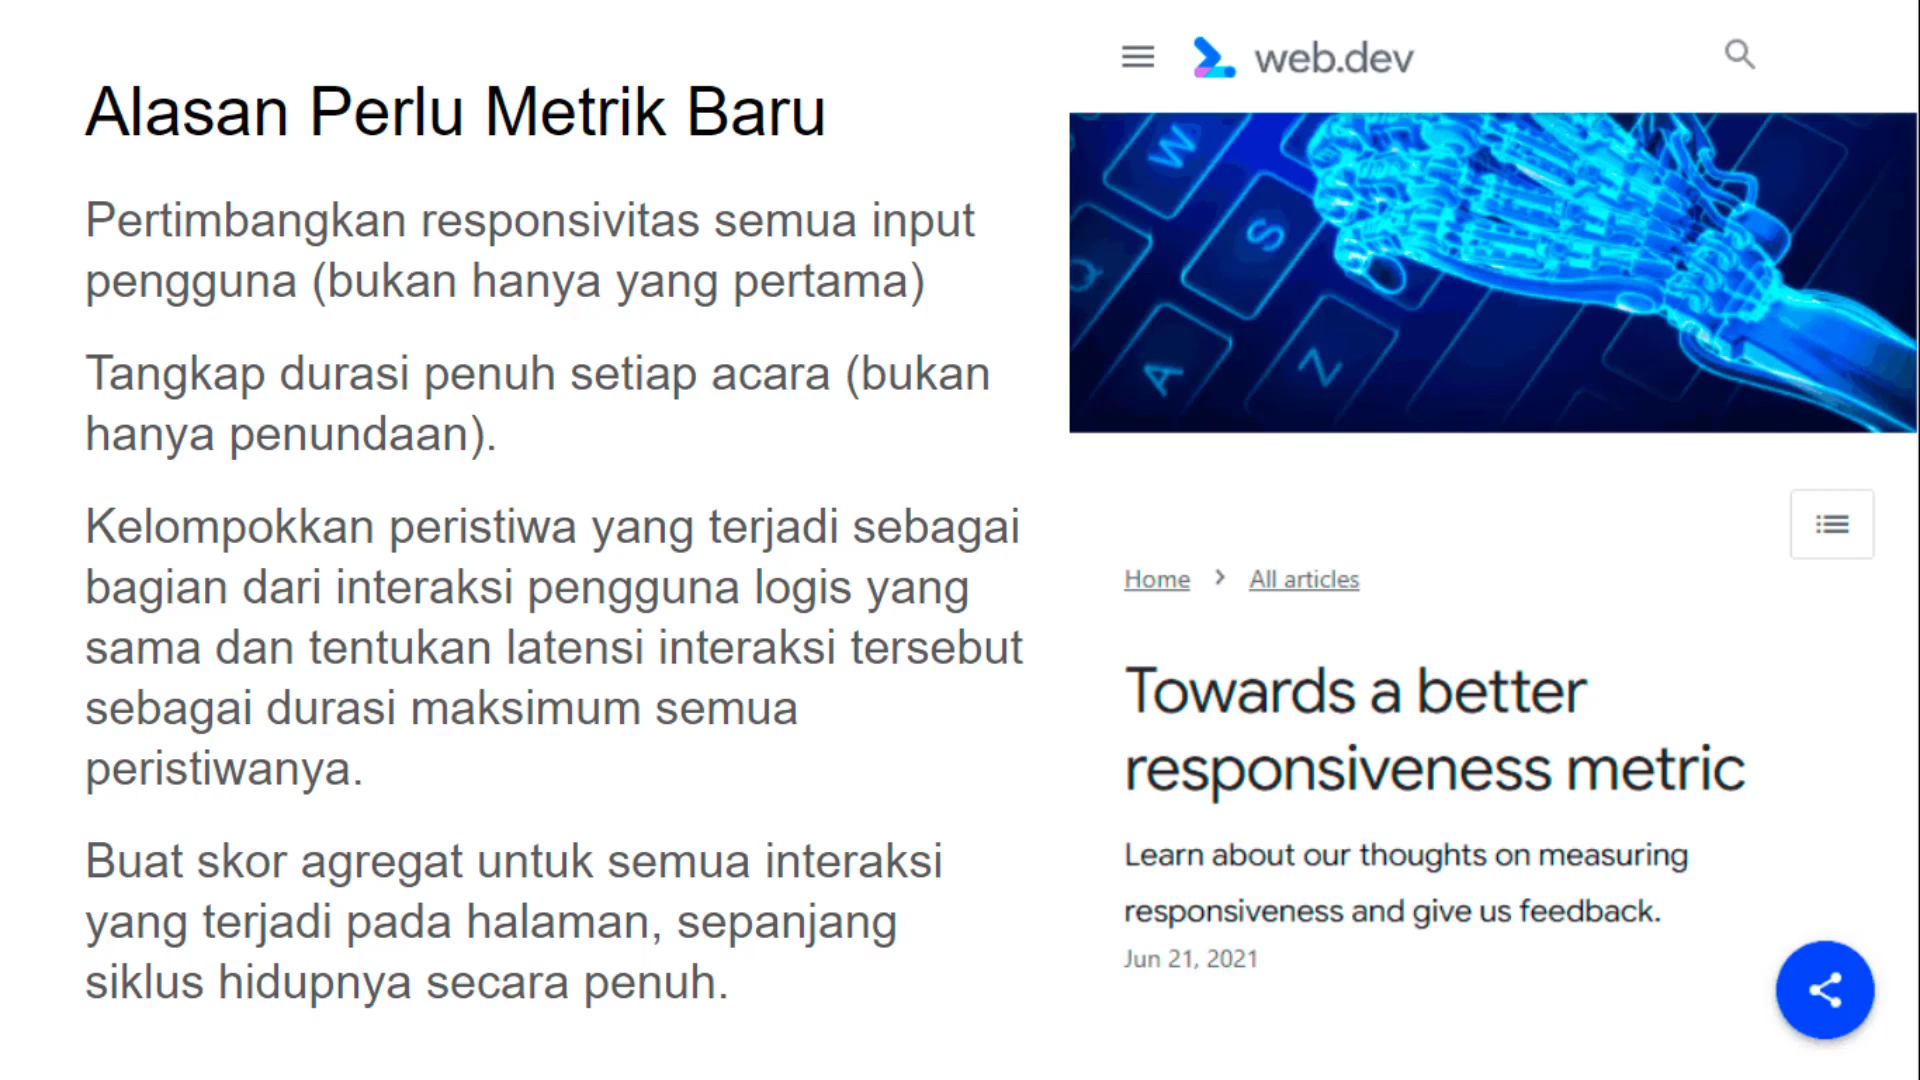 Alasan Perlu Metrik Baru
Pertimbangkan responsivitas semua input
pengguna (bukan hanya yang pertama)
Tangkap durasi penuh setiap acara (bukan
hanya penundaan).
Kelompokkan peristiwa yang terjadi sebagai
bagian dari interaksi pengguna logis yang
sama dan tentukan latensi interaksi tersebut
sebagai durasi maksimum semua
peristiwanya.
Buat skor agregat untuk semua interaksi
yang terjadi pada halaman, sepanjang
siklus hidupnya secara penuh.
web.dev
W
S
Q
A
Z
Home > All articles
Towards a better
responsiveness metric
Learn about our thoughts on measuring
responsiveness and give us feedback.
Jun 21, 2021